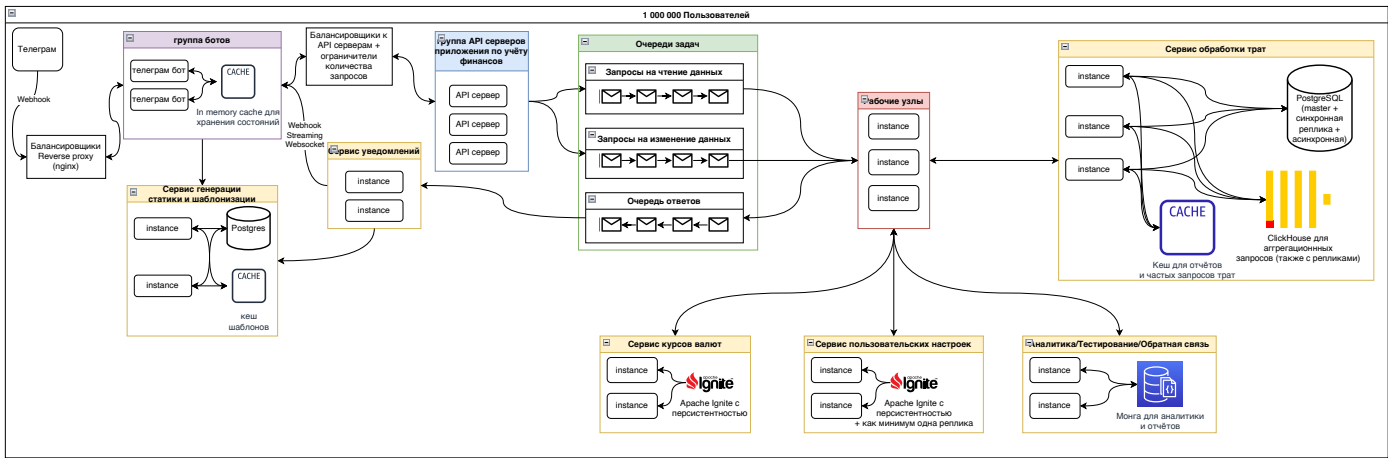 1 000 000 Пользователей
Телеграм
Webhook
Балансировщики
Reverse proxy
(nginx)
группа ботов
телеграм бот
телеграм бот
CACHE
In memory cache для
хранения состояний
Балансировщики к
API серверам +
ограничители
количества
запросов
Webhook
Streaming
Websocket
Группа API серверов
приложения по учёту
финансов
API сервер
API сервер
API сервер
Сервис уведомлений
instance
instance
Сервис генерации
статики и шаблонизации
instance
instance
Postgres
CACHE
кеш
шаблонов
Очереди задач
Запросы на чтение данных
Запросы на изменение данных
Очередь ответов
Рабочие узлы
instance
instance
instance
Сервис обработки трат
instance
instance
instance
PostgreSQL
(master +
синхронная
реплика +
асинхронная)
CACHE
Кеш для отчётов
и частых запросов трат
ClickHouse для
аггрегационнных
запросов (также с репликами)
Сервис курсов валют
instance
instance
apache
Ignite
Apache Ignite с
персистентностью
Сервис пользовательских настроек
instance
instance
apache
Ignite
Apache Ignite с
персистентностью
+ как минимум одна реплика
Аналитика/Тестирование/Обратная связь
instance
instance
Монга для аналитики
и отчётов